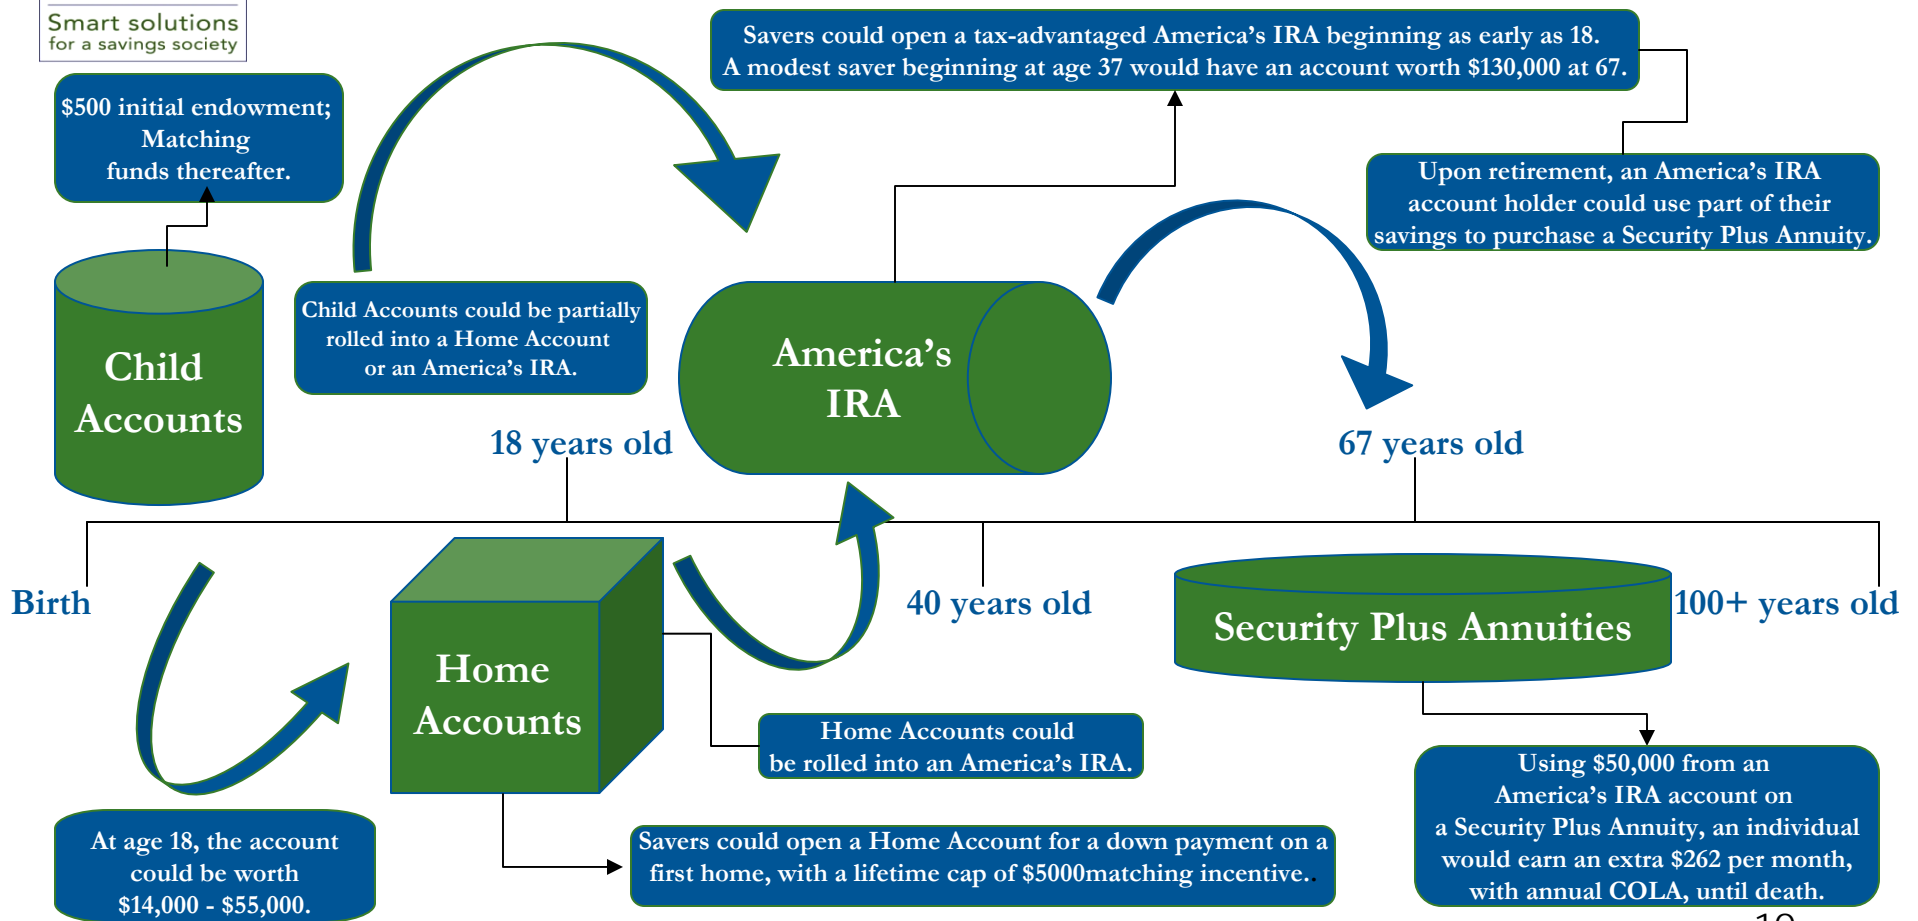 Smart solutions
for a savings society
$500 initial endowment;
Matching
funds thereafter.
Savers could open a tax-advantaged America’s IRA beginning as early as 18.
A modest saver beginning at age 37 would have an account worth $130,000 at 67.
Upon retirement, an America’s IRA
account holder could use part of their
savings to purchase a Security Plus Annuity.
Child Accounts could be partially
rolled into a Home Account
or an America’s IRA.
Child
Accounts
America’s
IRA
18 years old
67 years old
Birth
40 years old
100+ years old
Security Plus Annuities
Home
Accounts
Home Accounts could
be rolled into an America’s IRA.
At age 18, the account
could be worth
$14,000 - $55,000.
Savers could open a Home Account for a down payment on a
first home, with a lifetime cap of $5000matching incentive..
Using $50,000 from an
America’s IRA account on
a Security Plus Annuity, an individual
would earn an extra $262 per month,
with annual COLA, until death.